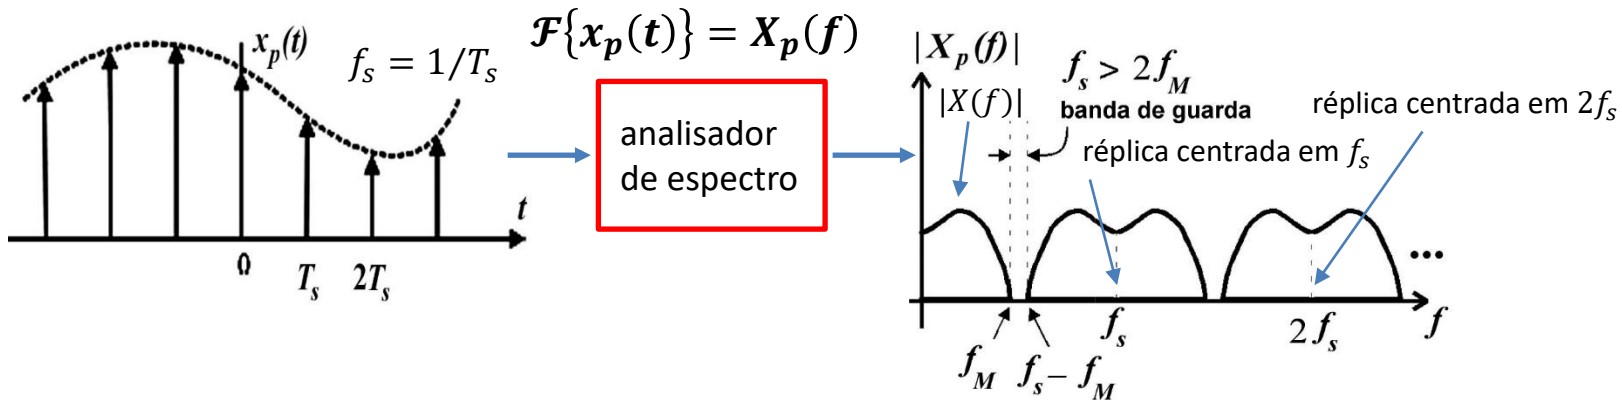 x_p(t)
f_s = 1/T_s
t
0
T_s
2T_s
ℱ{x_p(t)} = X_p(f)
analisador
de espectro
|X_p(f)|
|X(f)|
f_s > 2f_M
banda de guarda
réplica centrada em f_s
réplica centrada em 2f_s
...
f_M
f_s − f_M
f_s
2f_s
f